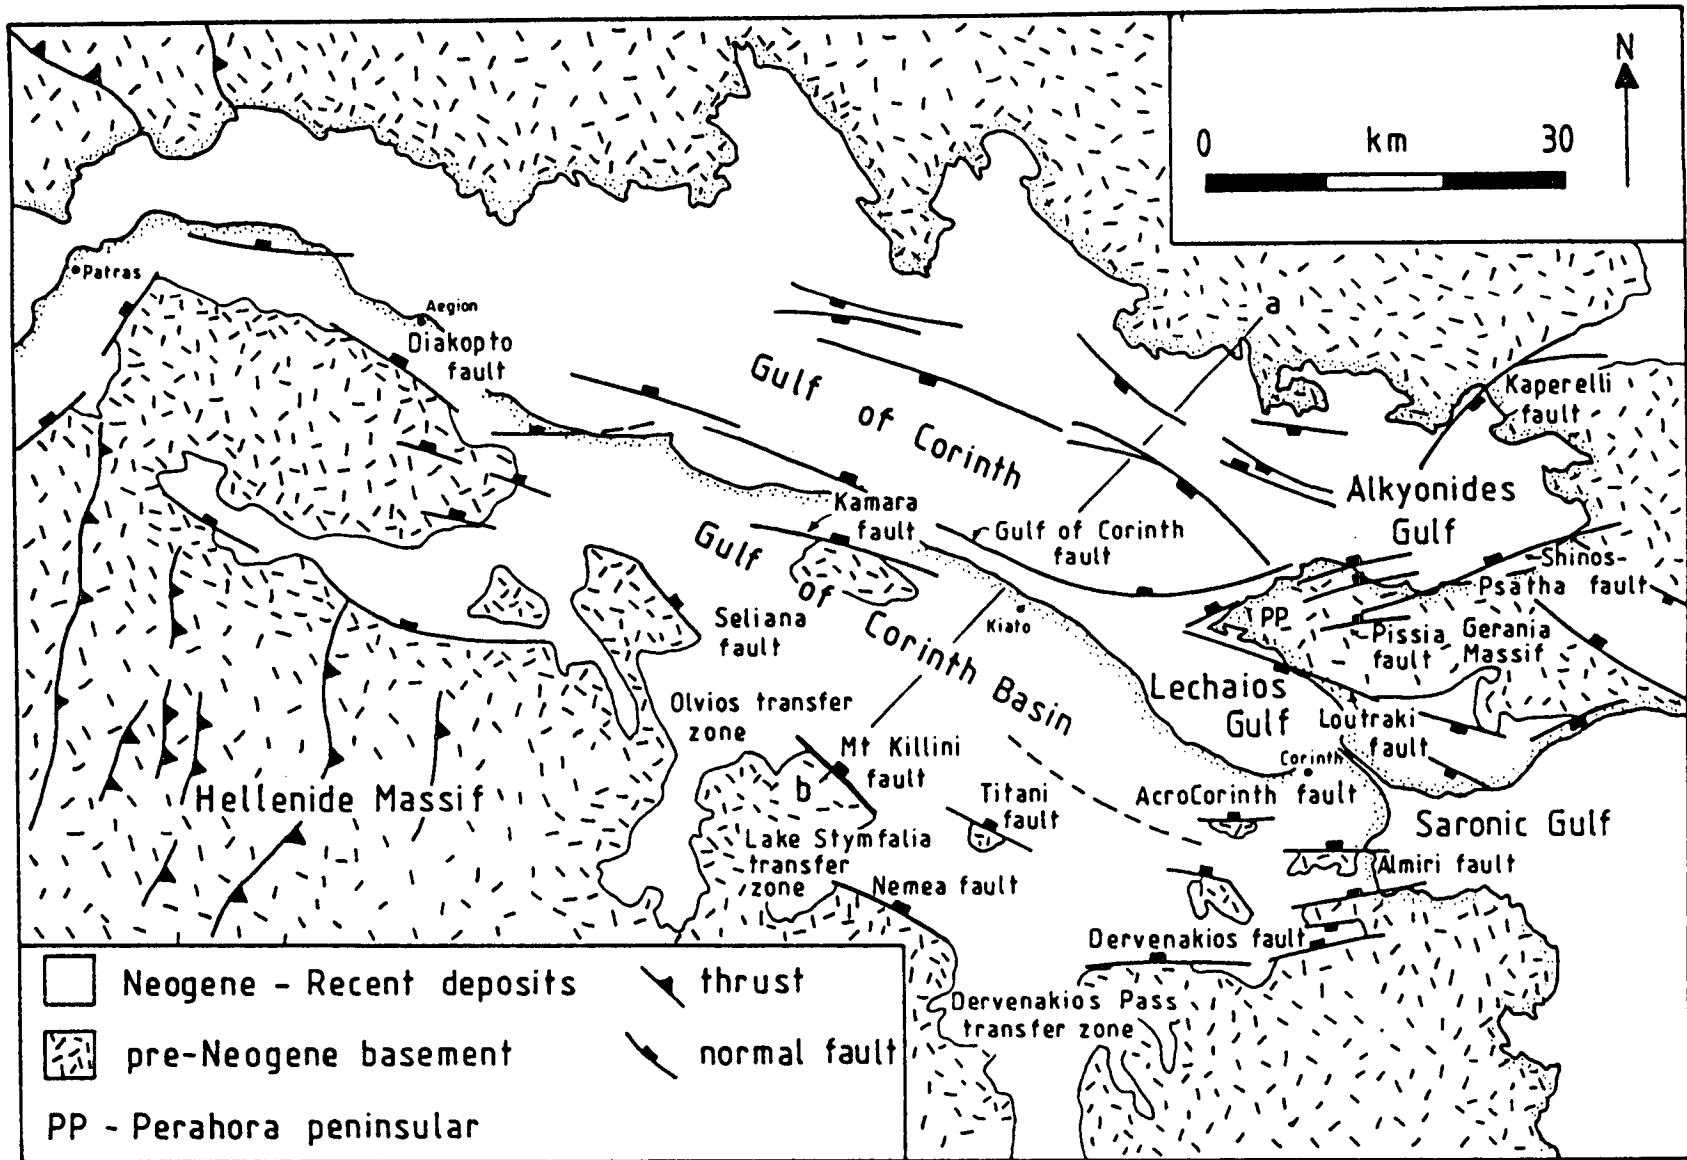 N
0 km 30
a
Patras
Aegion
Diakopto
fault
Gulf
of Corinth
Kaperelli
fault
Alkyonides
Gulf
Kamara
fault
Gulf of Corinth
fault
Gulf
of
Corinth Basin
Shinos-
Psatha fault
Seliana
fault
Kiato
PP
Pissia
fault
Gerania
Massif
Lechaios
Gulf
Loutraki
fault
Olvios transfer
zone
Mt Killini
fault
b
Corinth
Hellenide Massif
Titani
fault
AcroCorinth fault
Saronic Gulf
Lake Stymfalia
transfer
zone
Almiri fault
Nemea fault
Dervenakios fault
Dervenakios Pass
transfer zone
Neogene - Recent deposits
thrust
pre-Neogene basement
normal fault
PP - Perahora peninsular